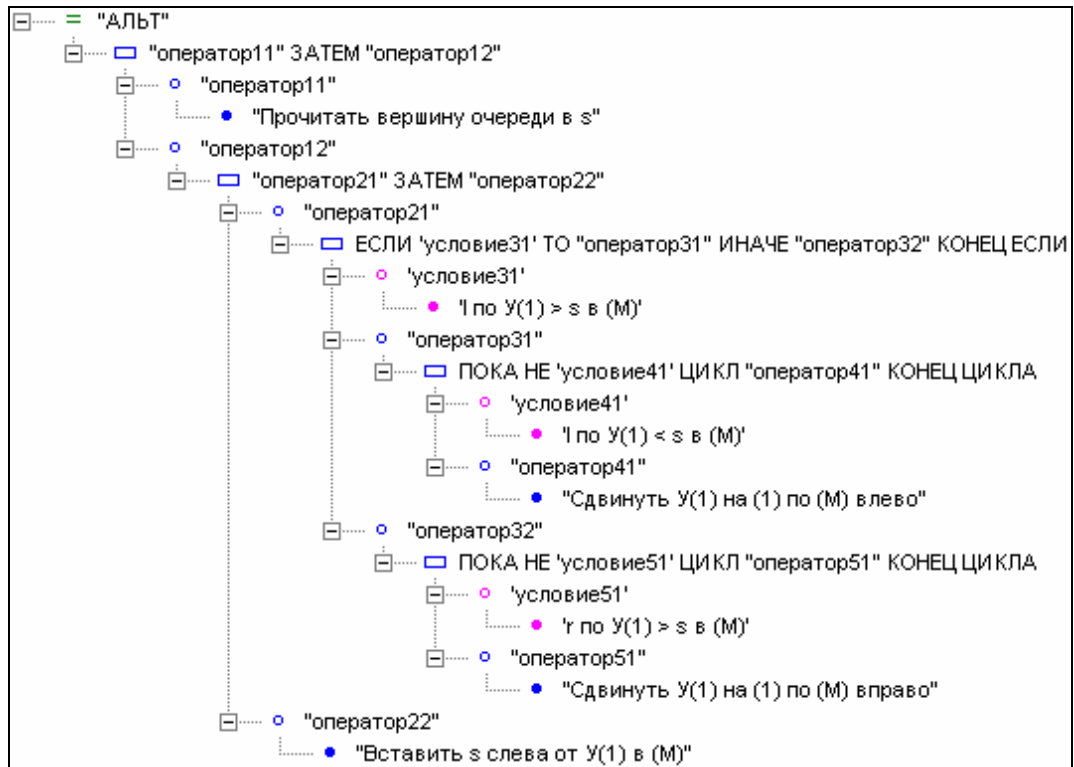 = "АЛЬТ"
"оператор11" ЗАТЕМ "оператор12"
"оператор11"
"Прочитать вершину очереди в s"
"оператор12"
"оператор21" ЗАТЕМ "оператор22"
"оператор21"
ЕСЛИ 'условие31' ТО "оператор31" ИНАЧЕ "оператор32" КОНЕЦ ЕСЛИ
'условие31'
'l по У(1) > s в (М)'
"оператор31"
ПОКА НЕ 'условие41' ЦИКЛ "оператор41" КОНЕЦ ЦИКЛА
'условие41'
'l по У(1) < s в (М)'
"оператор41"
"Сдвинуть У(1) на (1) по (М) влево"
"оператор32"
ПОКА НЕ 'условие51' ЦИКЛ "оператор51" КОНЕЦ ЦИКЛА
'условие51'
'r по У(1) > s в (М)'
"оператор51"
"Сдвинуть У(1) на (1) по (М) вправо"
"оператор22"
"Вставить s слева от У(1) в (М)"